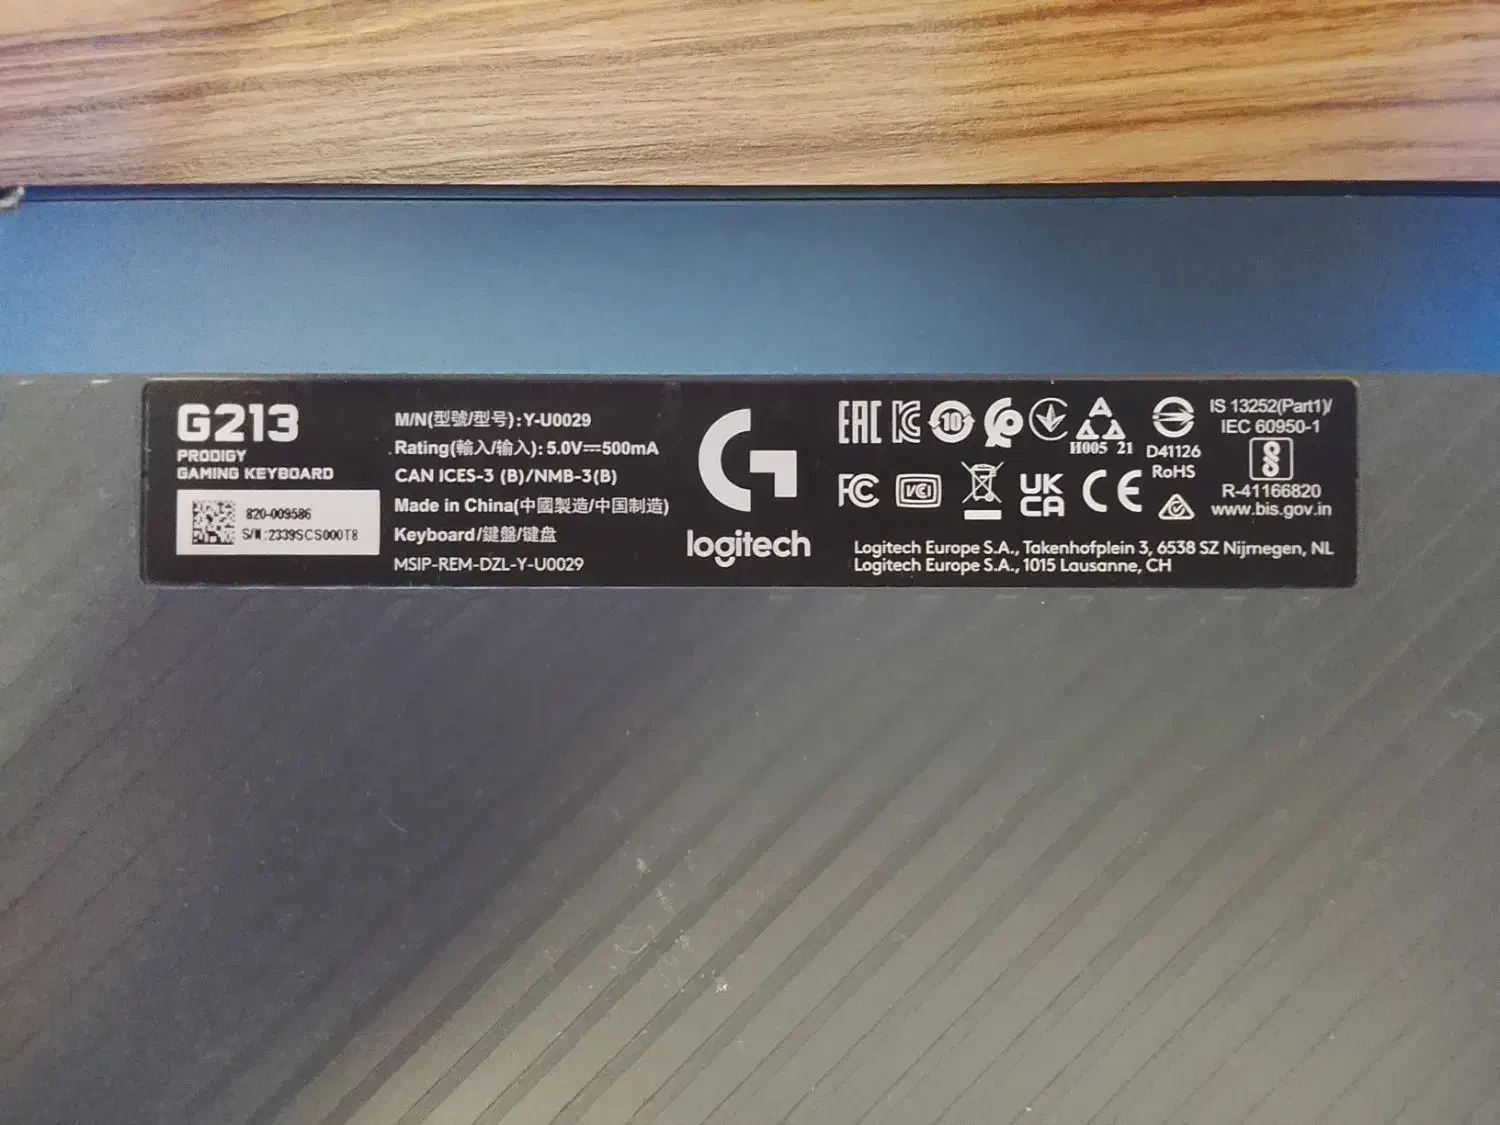 G213
PRODIGY
GAMING KEYBOARD
820-009586
S/N:2339SCS000T8
M/N(型號/型号): Y-U0029
Rating(輸入/输入): 5.0V⎓500mA
CAN ICES-3 (B)/NMB-3(B)
Made in China(中國製造/中国制造)
Keyboard/鍵盤/键盘
MSIP-REM-DZL-Y-U0029
G
logitech
EAC KC 10
И005 21
D41126
RoHS
IS 13252(Part1)/
IEC 60950-1
R-41166820
www.bis.gov.in
FC VCI UK
CA CE
Logitech Europe S.A., Takenhofplein 3, 6538 SZ Nijmegen, NL
Logitech Europe S.A., 1015 Lausanne, CH